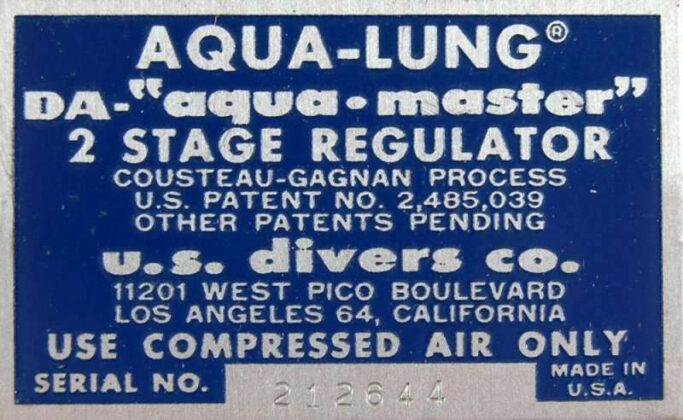 AQUA-LUNG®
DA-"aqua•master"
2 STAGE REGULATOR
COUSTEAU-GAGNAN PROCESS
U.S. PATENT NO. 2,485,039
OTHER PATENTS PENDING
u.s. divers co.
11201 WEST PICO BOULEVARD
LOS ANGELES 64, CALIFORNIA
USE COMPRESSED AIR ONLY
SERIAL NO. 212644
MADE IN
U.S.A.